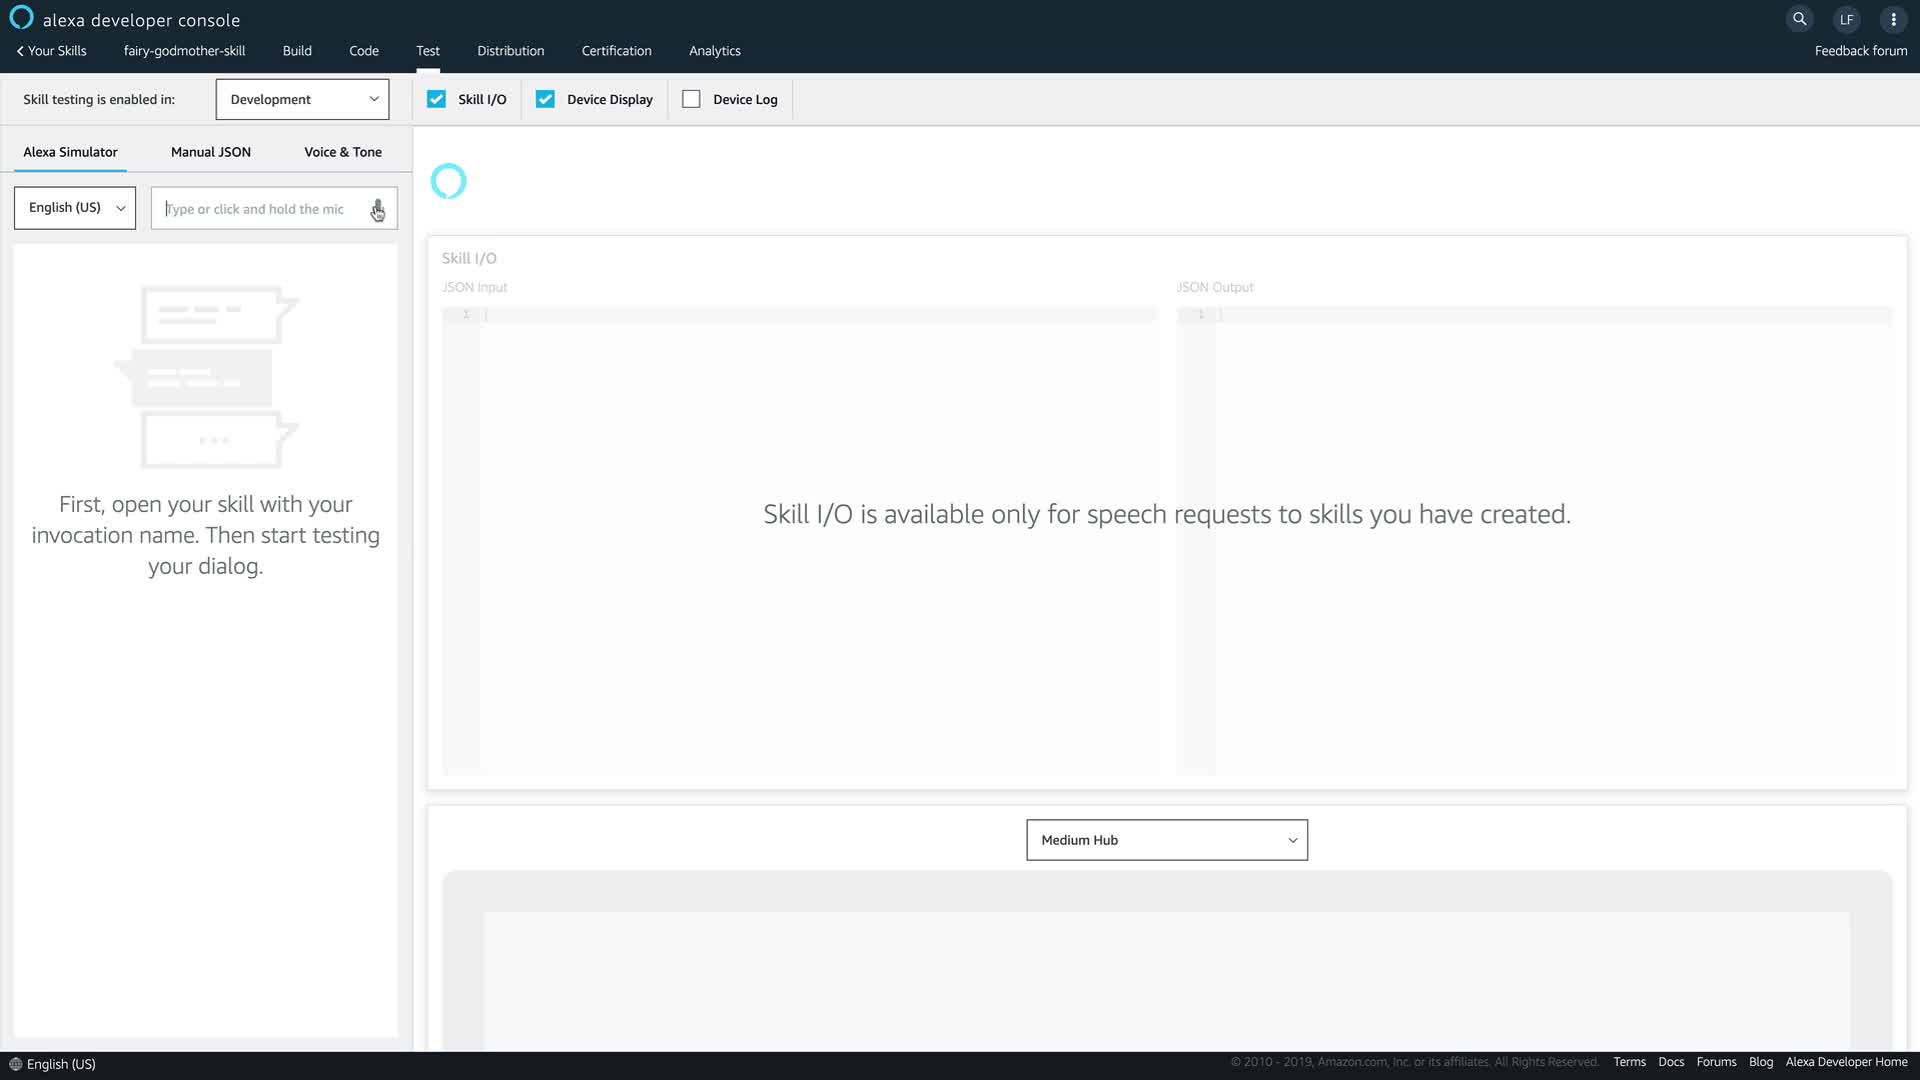 alexa developer console
LF
Your Skills
fairy-godmother-skill
Build
Code
Test
Distribution
Certification
Analytics
Feedback forum
Skill testing is enabled in:
Development
Skill I/O
Device Display
Device Log
Alexa Simulator
Manual JSON
Voice & Tone
English (US)
Type or click and hold the mic
Skill I/O
JSON Input
JSON Output
1
1
First, open your skill with your
invocation name. Then start testing
your dialog.
Skill I/O is available only for speech requests to skills you have created.
Medium Hub
English (US)
© 2010 - 2019, Amazon.com, Inc. or its affiliates. All Rights Reserved.
Terms
Docs
Forums
Blog
Alexa Developer Home